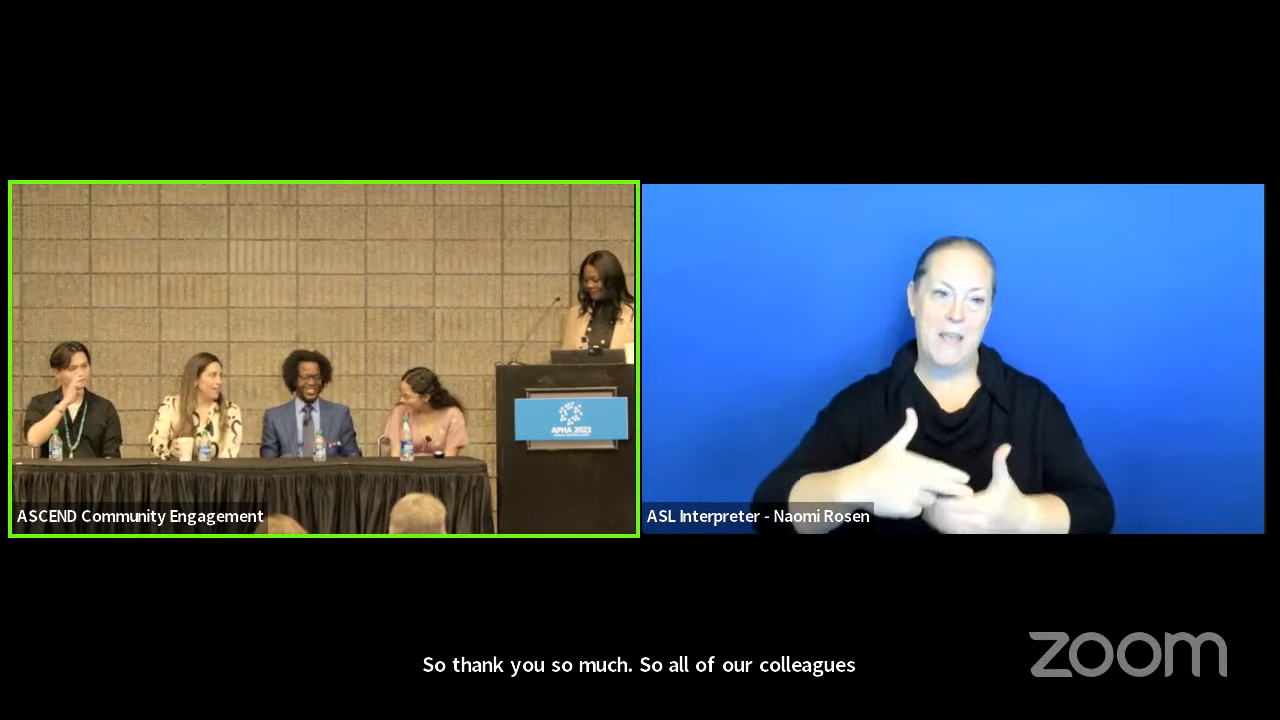 APHA 2023
ASCEND Community Engagement
ASL Interpreter - Naomi Rosen
So thank you so much. So all of our colleagues
zoom